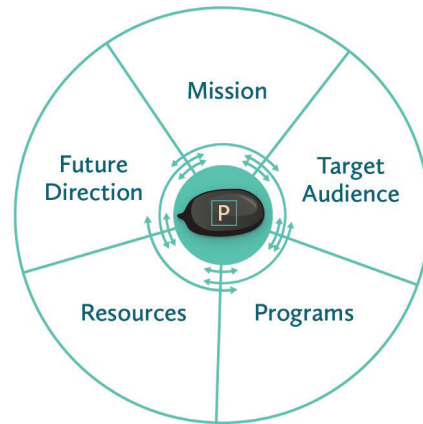 Mission
Target
Audience
Programs
Resources
Future
Direction
P